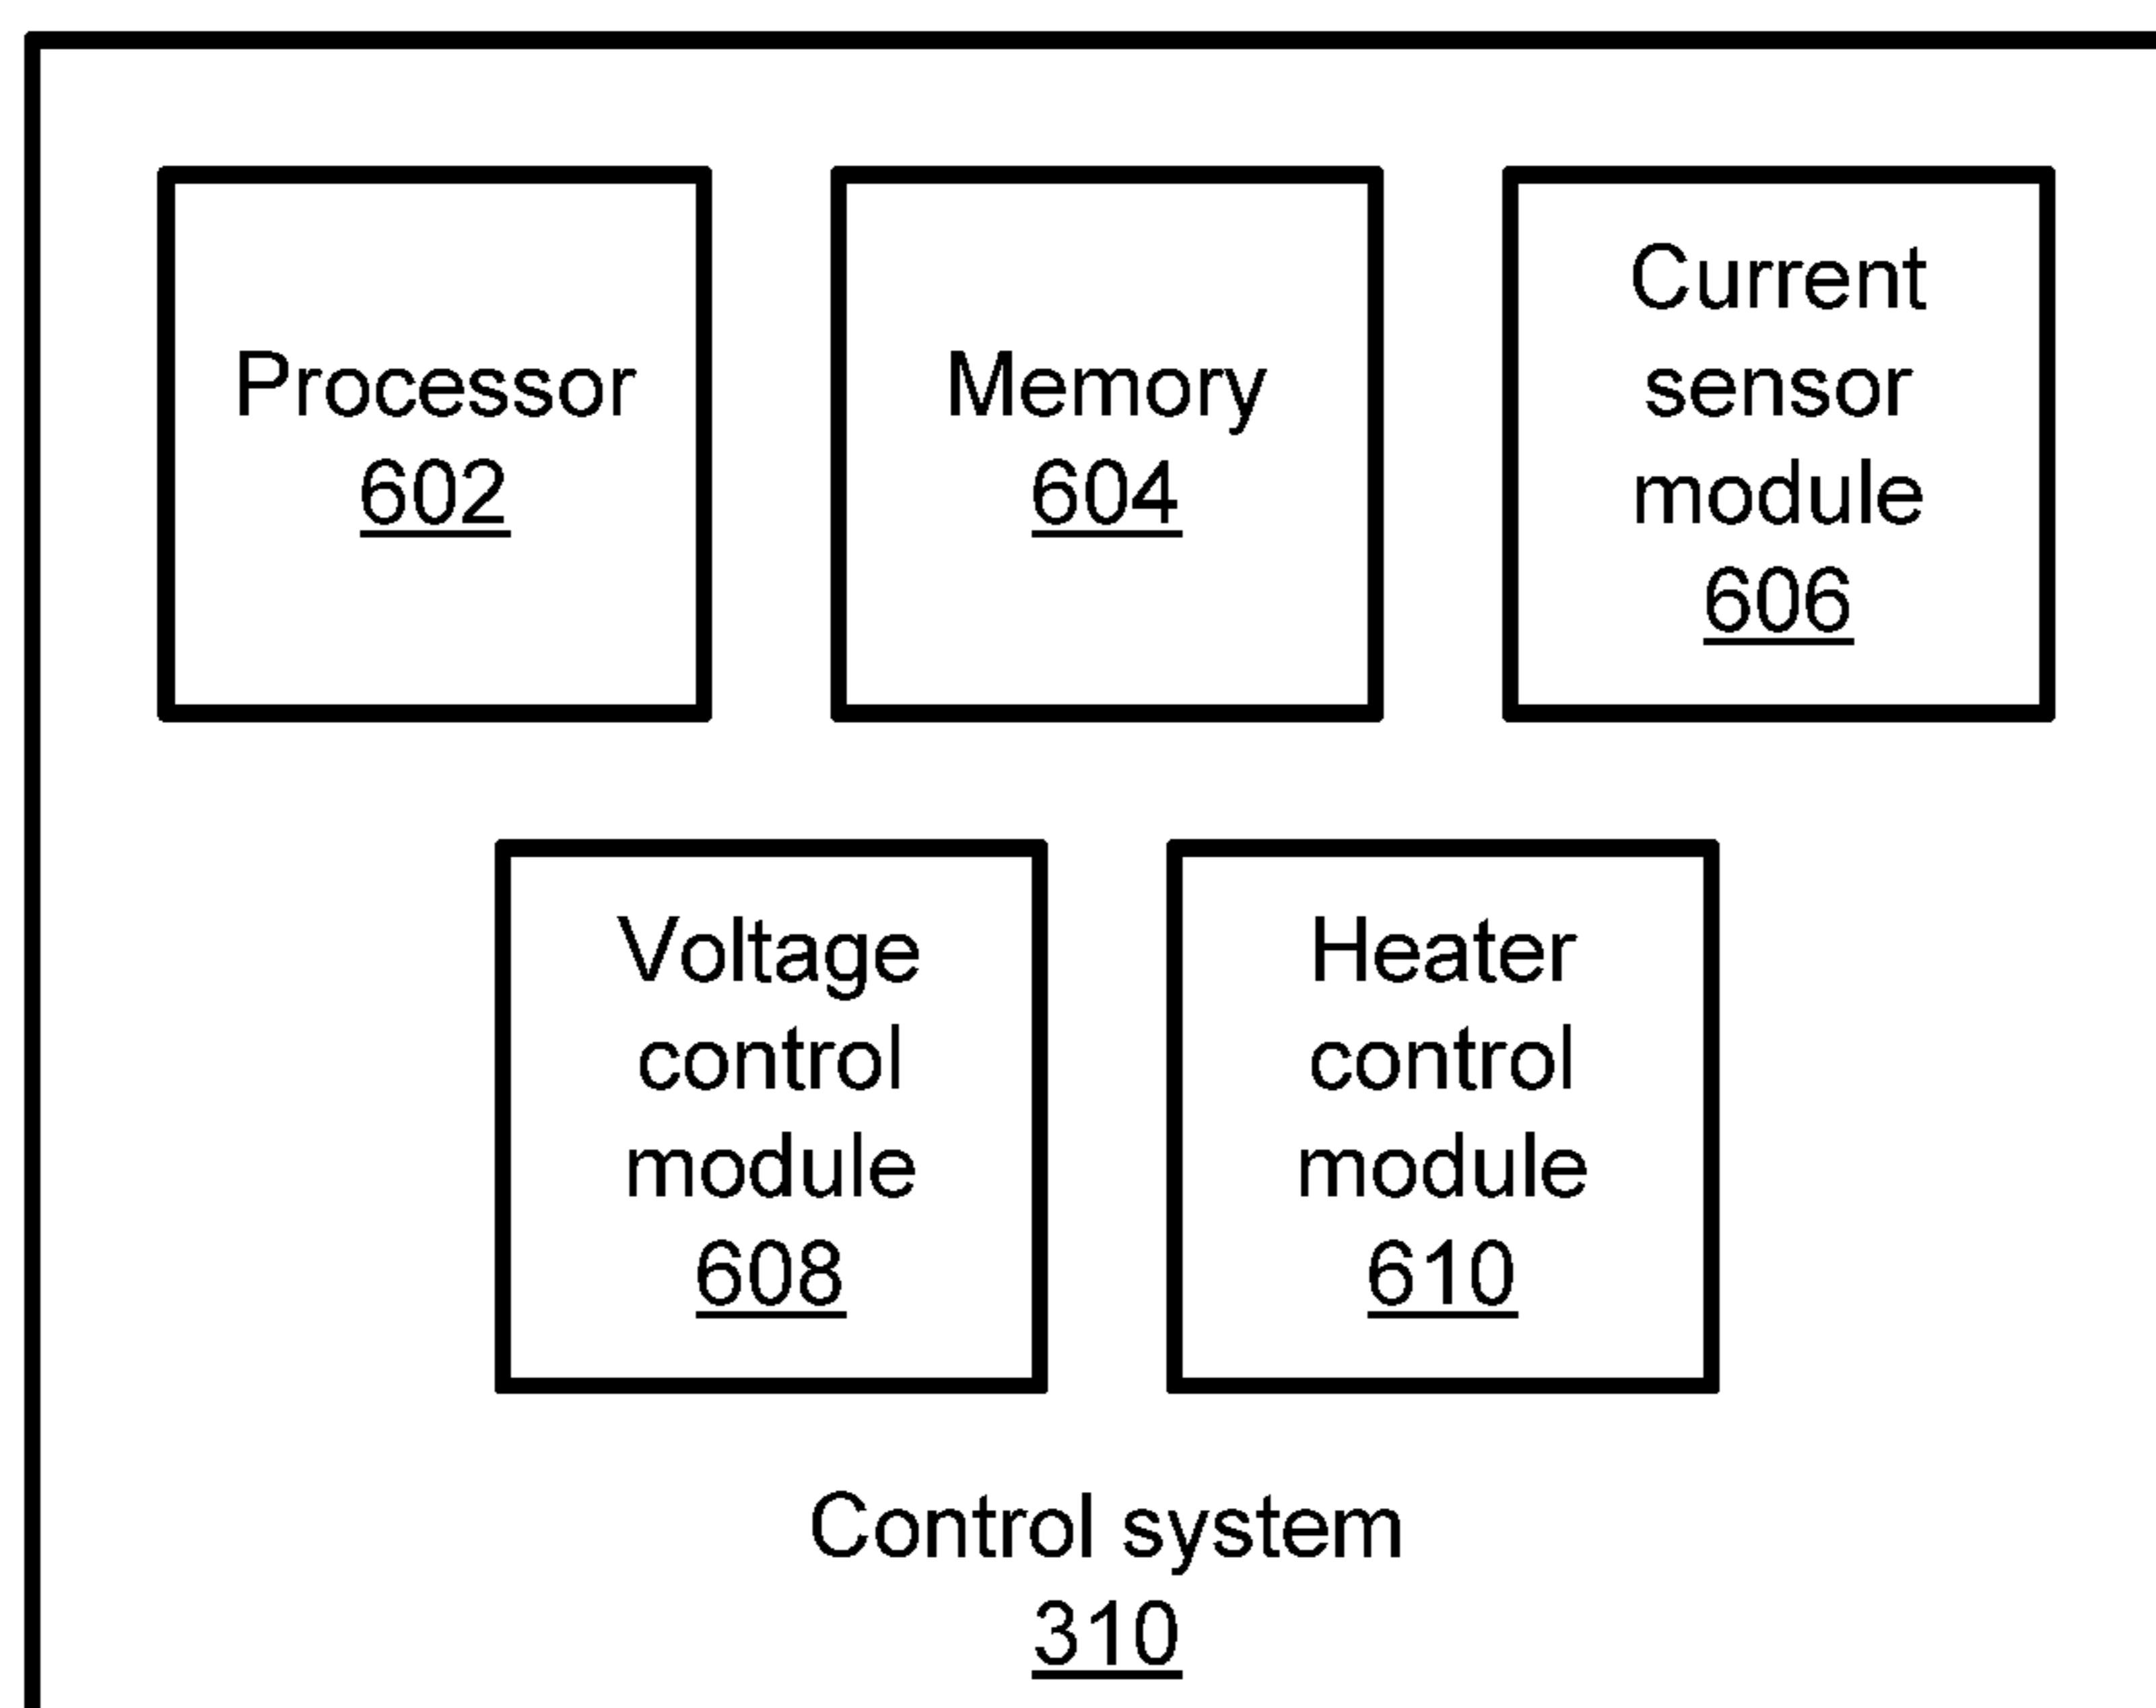 Processor
602
Memory
604
Current
sensor
module
606
Voltage
control
module
608
Heater
control
module
610
Control system
310